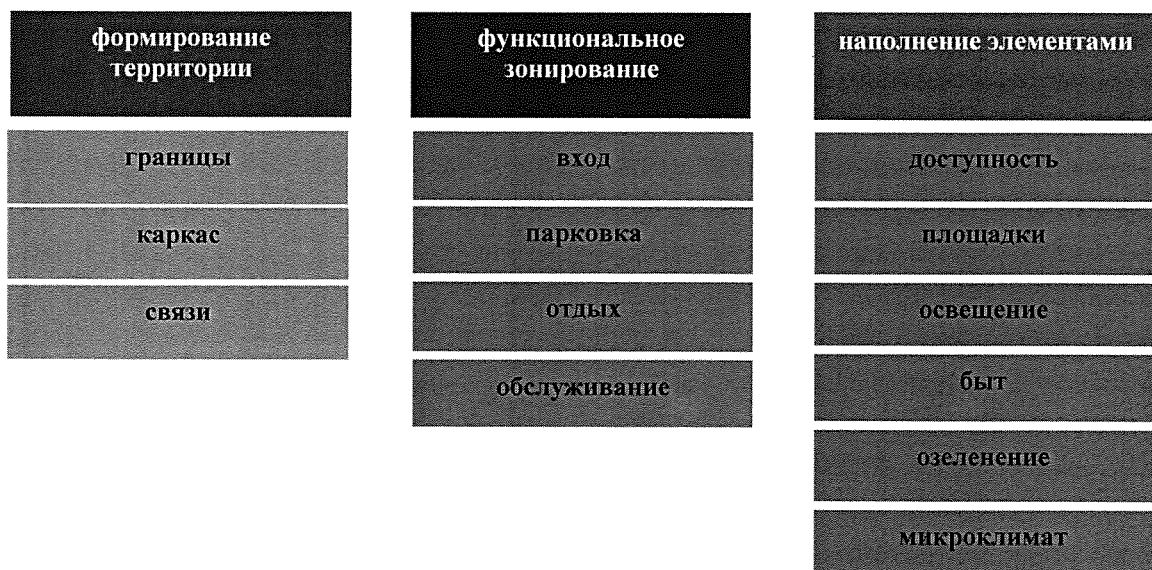 формирование
территории
границы
каркас
связи
функциональное
зонирование
вход
парковка
отдых
обслуживание
наполнение элементами
доступность
площадки
освещение
быт
озеленение
микроклимат